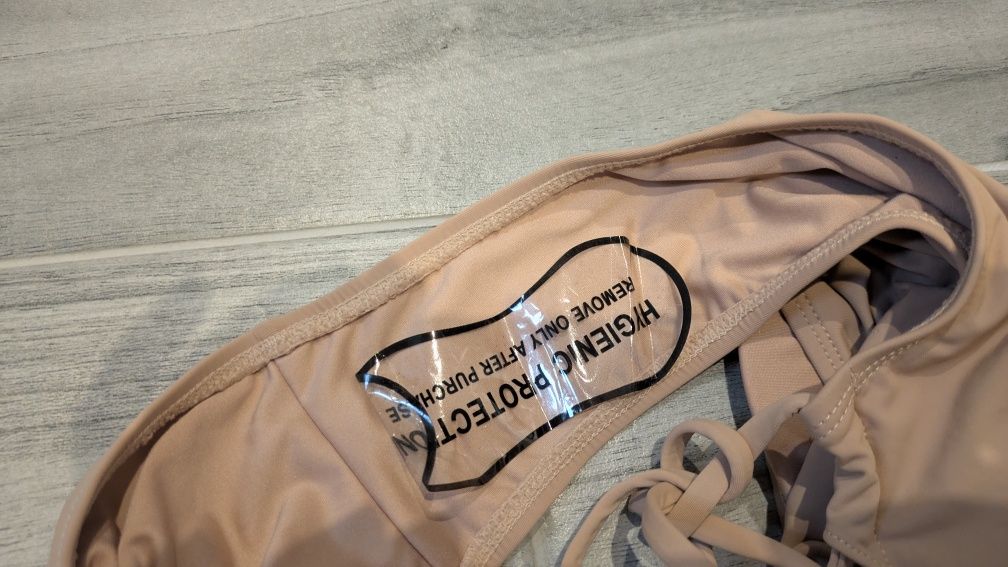 HYGIENIC PROTECTION
REMOVE ONLY AFTER PURCHASE